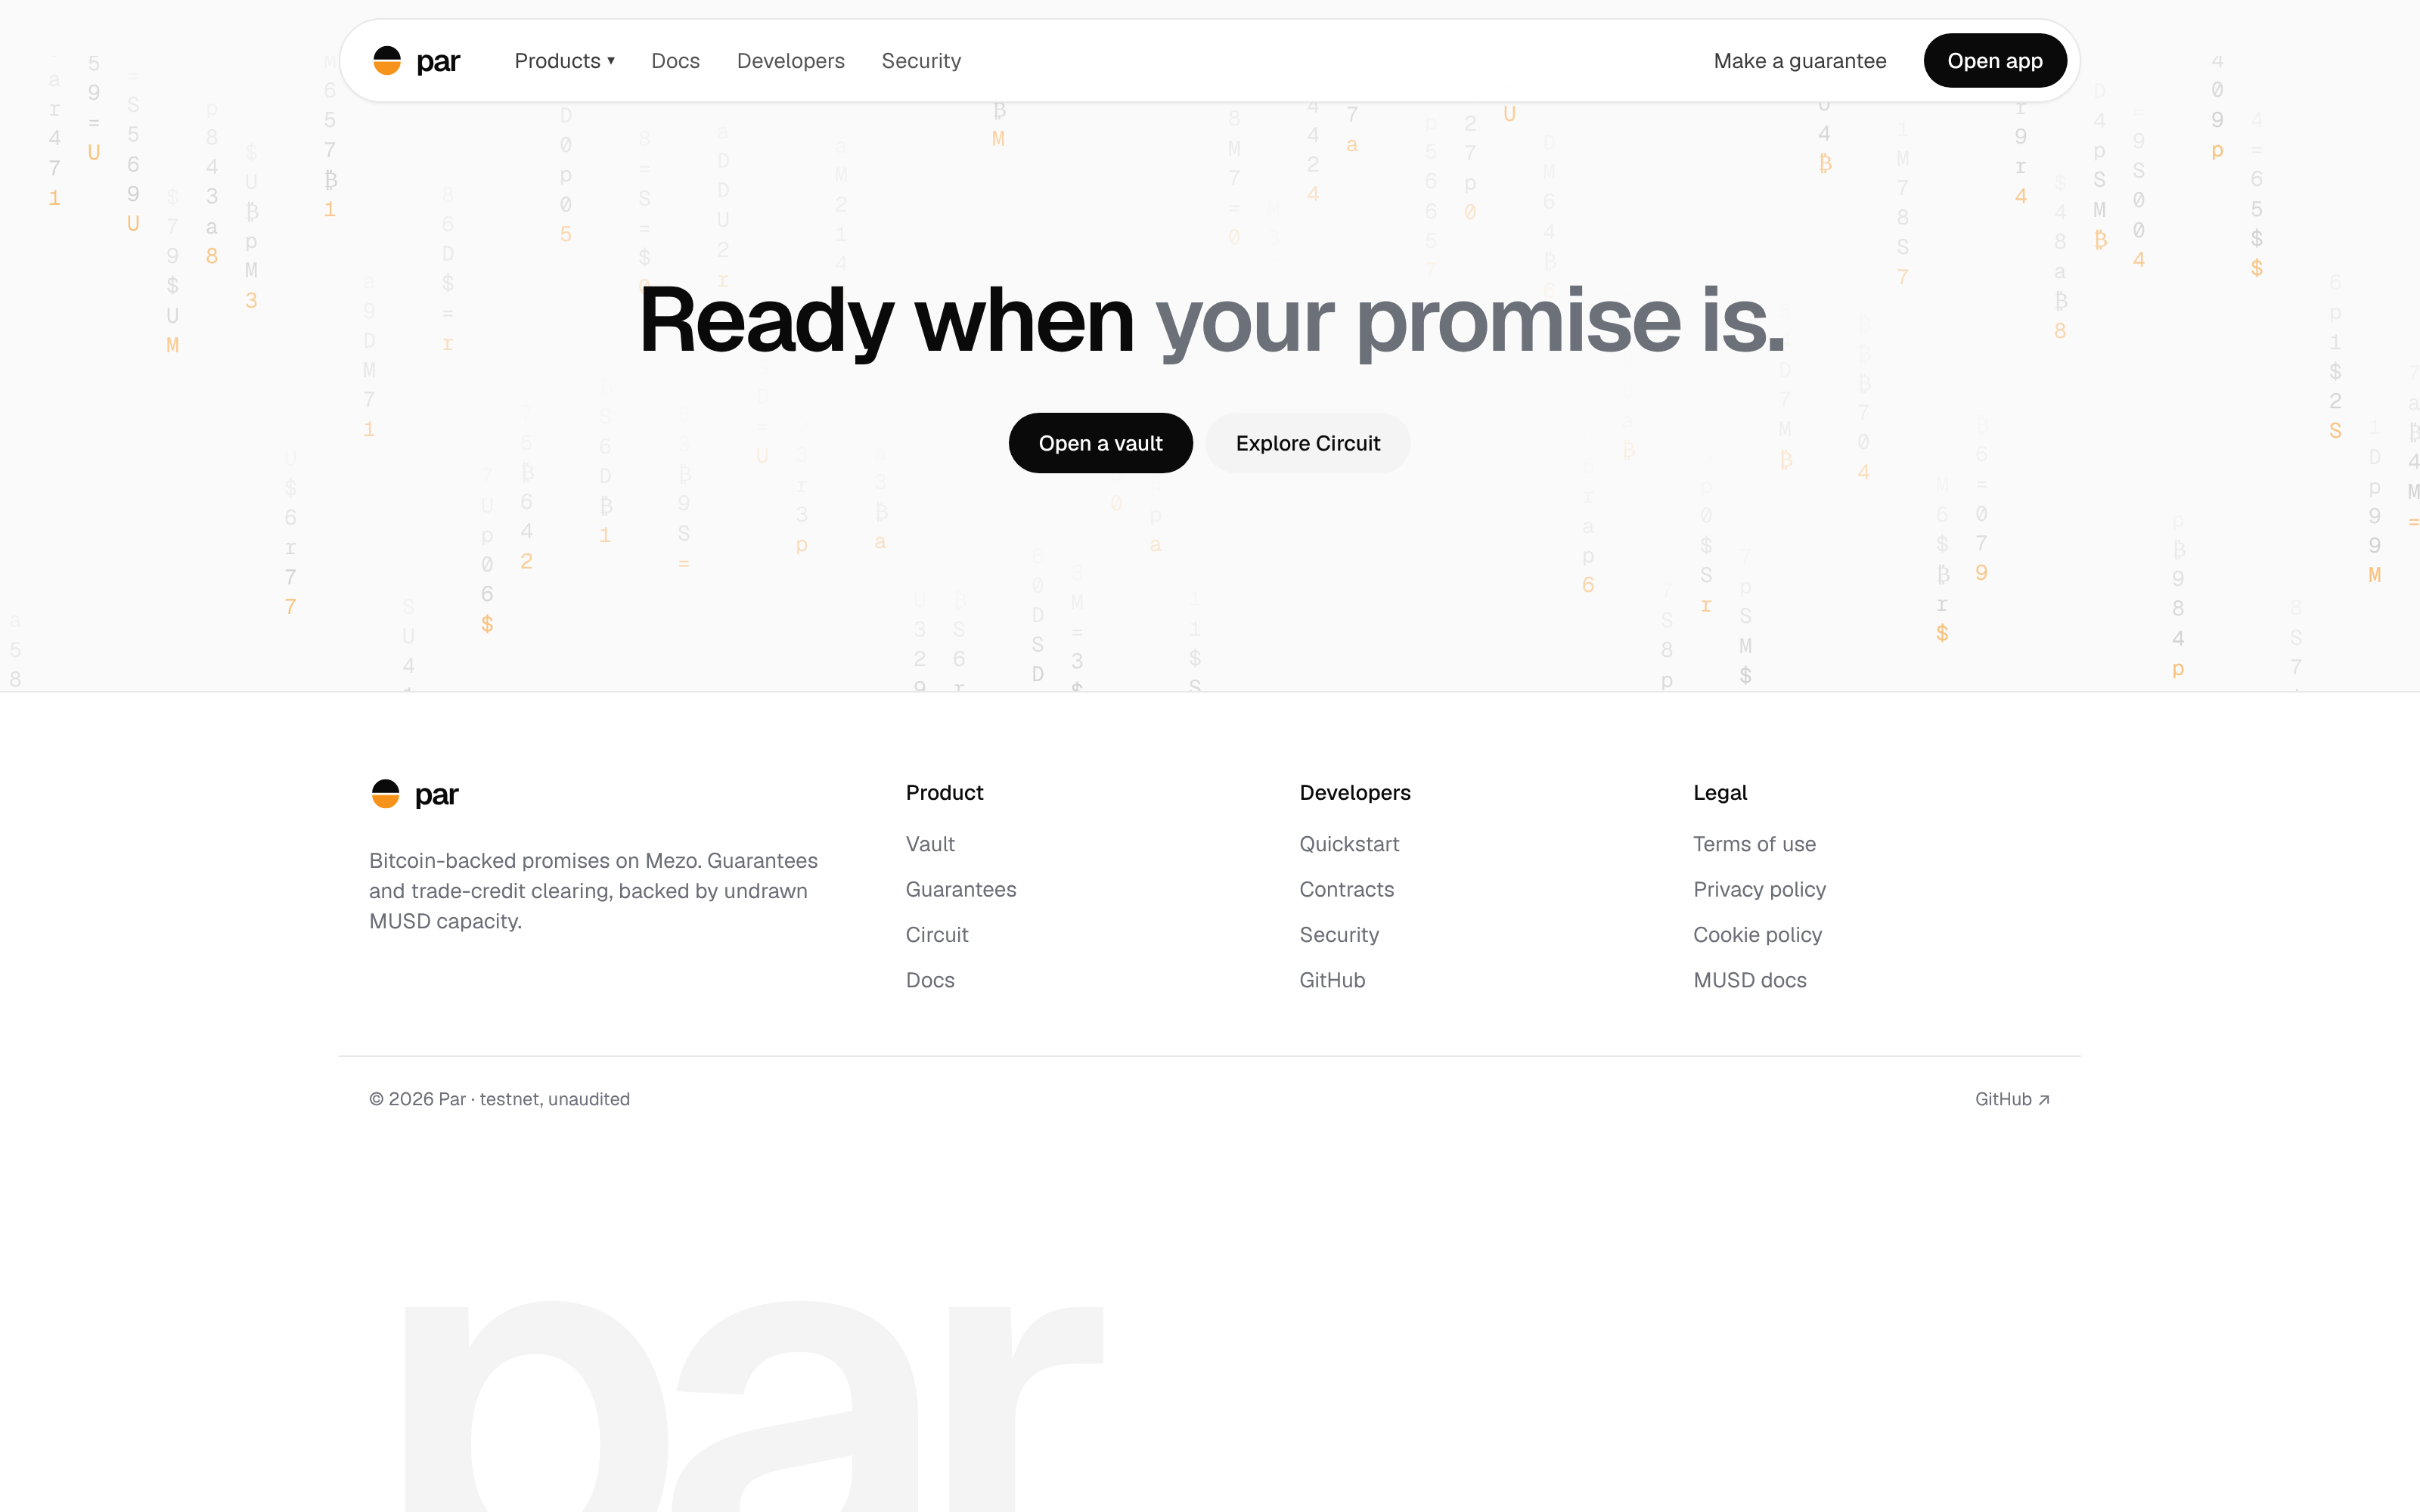 par
Products ▾
Docs
Developers
Security
Make a guarantee
Open app
Ready when your promise is.
Open a vault
Explore Circuit
par
Bitcoin-backed promises on Mezo. Guarantees
and trade-credit clearing, backed by undrawn
MUSD capacity.
Product
Vault
Guarantees
Circuit
Docs
Developers
Quickstart
Contracts
Security
GitHub
Legal
Terms of use
Privacy policy
Cookie policy
MUSD docs
© 2026 Par · testnet, unaudited
GitHub ↗
par